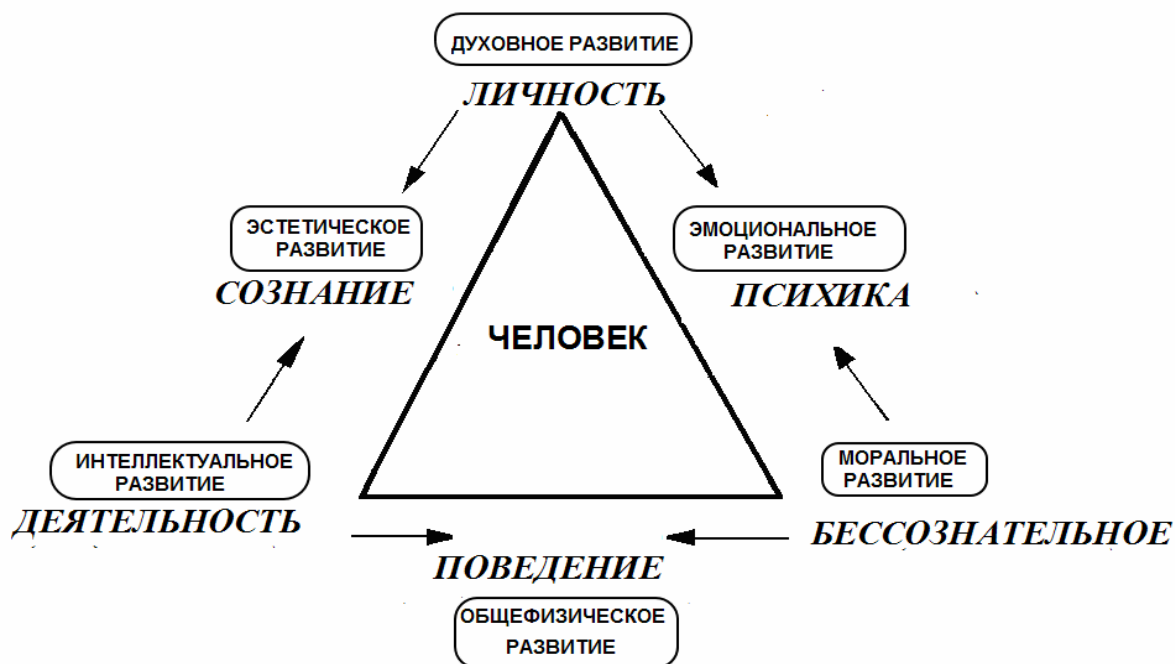 ДУХОВНОЕ РАЗВИТИЕ
ЛИЧНОСТЬ
ЭСТЕТИЧЕСКОЕ
РАЗВИТИЕ
СОЗНАНИЕ
ЭМОЦИОНАЛЬНОЕ
РАЗВИТИЕ
ПСИХИКА
ЧЕЛОВЕК
ИНТЕЛЛЕКТУАЛЬНОЕ
РАЗВИТИЕ
ДЕЯТЕЛЬНОСТЬ
МОРАЛЬНОЕ
РАЗВИТИЕ
БЕССОЗНАТЕЛЬНОЕ
ПОВЕДЕНИЕ
ОБЩЕФИЗИЧЕСКОЕ
РАЗВИТИЕ